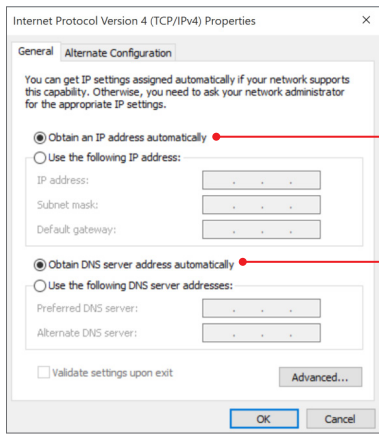 Internet Protocol Version 4 (TCP/IPv4) Properties
General
Alternate Configuration
You can get IP settings assigned automatically if your network supports
this capability. Otherwise, you need to ask your network administrator
for the appropriate IP settings.
Obtain an IP address automatically
Use the following IP address:
IP address:
Subnet mask:
Default gateway:
Obtain DNS server address automatically
Use the following DNS server addresses:
Preferred DNS server:
Alternate DNS server:
Validate settings upon exit
Advanced...
OK
Cancel